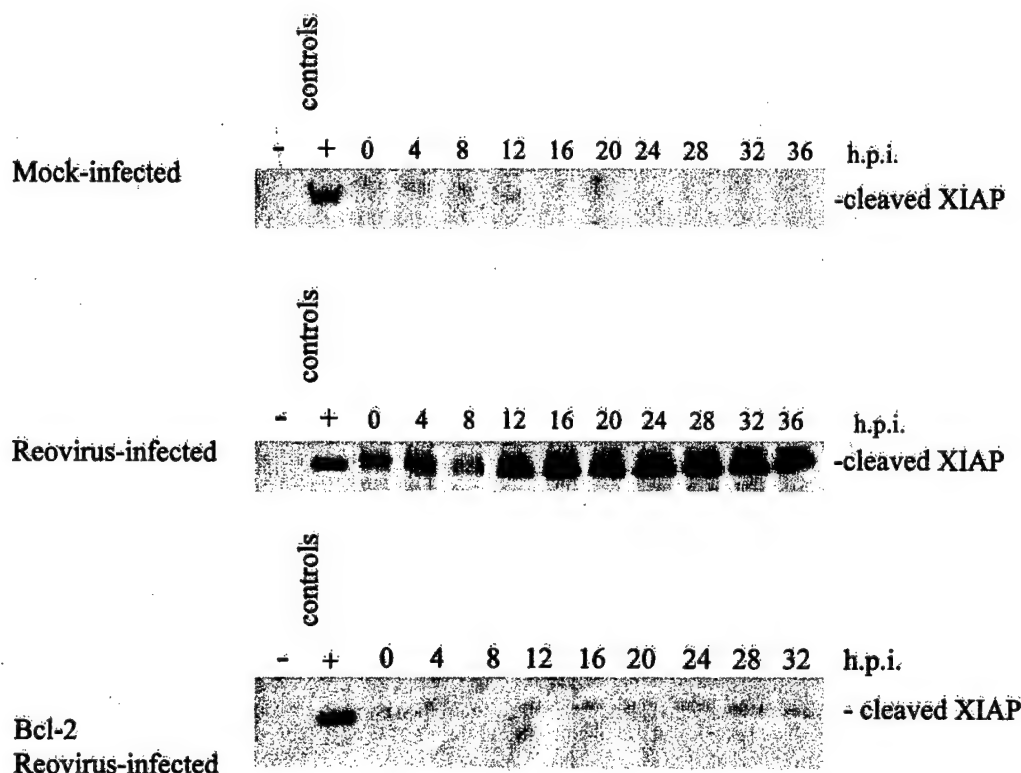 controls
- + 0 4 8 12 16 20 24 28 32 36 h.p.i.
Mock-infected
-cleaved XIAP
controls
- + 0 4 8 12 16 20 24 28 32 36 h.p.i.
Reovirus-infected
-cleaved XIAP
controls
- + 0 4 8 12 16 20 24 28 32 h.p.i.
- cleaved XIAP
Bcl-2
Reovirus-infected